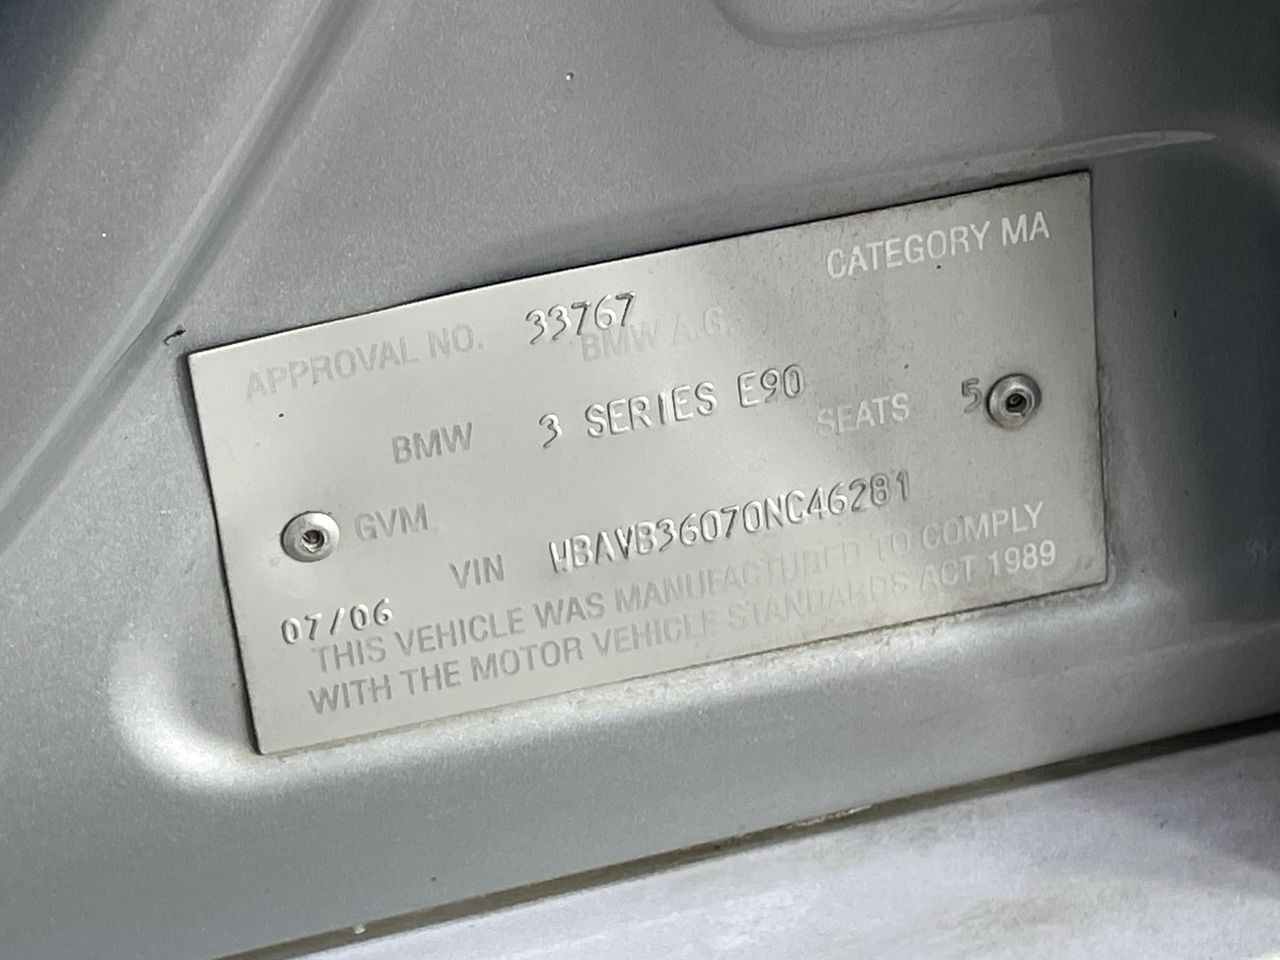 CATEGORY MA
APPROVAL NO. 33767
BMW A.G.
BMW 3 SERIES E90
SEATS 5
GVM
VIN WBAVB36070NC46281
07/06
THIS VEHICLE WAS MANUFACTURED TO COMPLY
WITH THE MOTOR VEHICLE STANDARDS ACT 1989